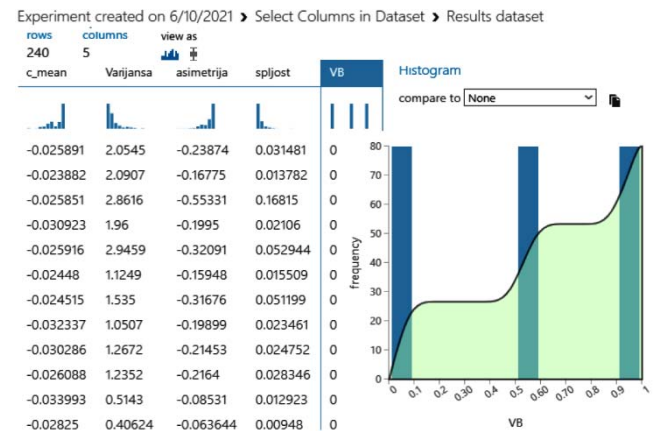 Experiment created on 6/10/2021 › Select Columns in Dataset › Results dataset
rows columns view as
240 5
c_mean Varijansa asimetrija spljost VB
Histogram
compare to None
-0.025891 2.0545 -0.23874 0.031481 0
-0.023882 2.0907 -0.16775 0.013782 0
-0.025851 2.8616 -0.55331 0.16815 0
-0.030923 1.96 -0.1995 0.02106 0
-0.025916 2.9459 -0.32091 0.052944 0
-0.02448 1.1249 -0.15948 0.015509 0
-0.024515 1.535 -0.31676 0.051199 0
-0.032337 1.0507 -0.19899 0.023461 0
-0.030286 1.2672 -0.21453 0.024752 0
-0.026088 1.2352 -0.2164 0.028346 0
-0.033993 0.5143 -0.08531 0.012923 0
-0.02825 0.40624 -0.063644 0.00948 0
80
70
60
50
40
30
20
10
0
frequency
0 0.1 0.2 0.30 0.4 0.5 0.60 0.70 0.8 0.9 1
VB